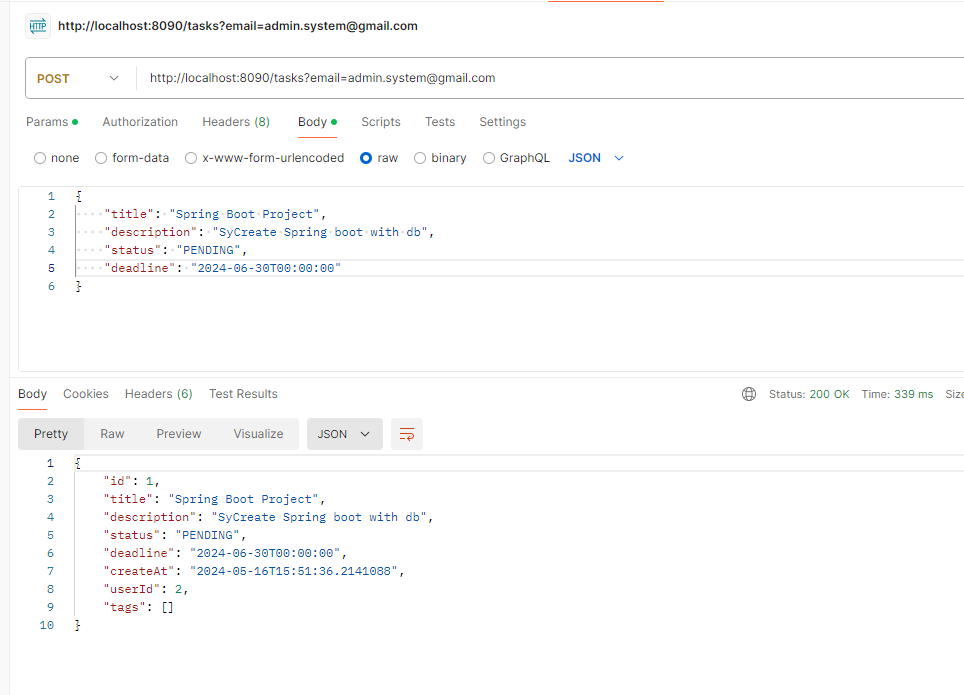 HTTP http://localhost:8090/tasks?email=admin.system@gmail.com
POST http://localhost:8090/tasks?email=admin.system@gmail.com
Params Authorization Headers (8) Body Scripts Tests Settings
none form-data x-www-form-urlencoded raw binary GraphQL JSON
1 {
2 "title": "Spring Boot Project",
3 "description": "SyCreate Spring boot with db",
4 "status": "PENDING",
5 "deadline": "2024-06-30T00:00:00"
6 }
Body Cookies Headers (6) Test Results Status: 200 OK Time: 339 ms Size
Pretty Raw Preview Visualize JSON
1 {
2 "id": 1,
3 "title": "Spring Boot Project",
4 "description": "SyCreate Spring boot with db",
5 "status": "PENDING",
6 "deadline": "2024-06-30T00:00:00",
7 "createAt": "2024-05-16T15:51:36.2141088",
8 "userId": 2,
9 "tags": []
10 }